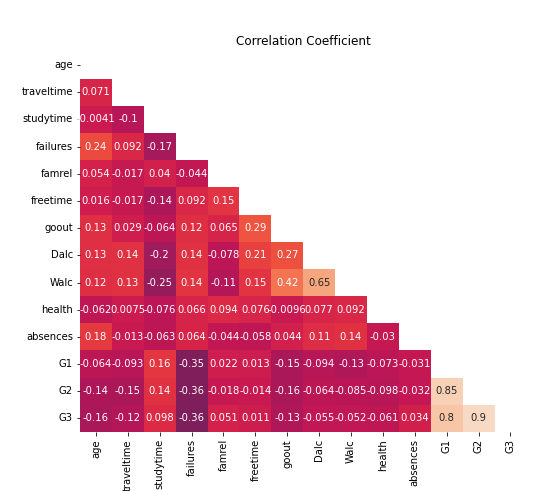 Correlation Coefficient
age
traveltime 0.071
studytime -0.0041 -0.1
failures 0.24 0.092 -0.17
famrel 0.054 -0.017 0.04 -0.044
freetime 0.016 -0.017 -0.14 0.092 0.15
goout 0.13 0.029 -0.064 0.12 0.065 0.29
Dalc 0.13 0.14 -0.2 0.14 -0.078 0.21 0.27
Walc 0.12 0.13 -0.25 0.14 -0.11 0.15 0.42 0.65
health -0.062 0.0075 -0.076 0.066 0.094 0.076 -0.0096 0.077 0.092
absences 0.18 -0.013 -0.063 0.064 -0.044 -0.058 0.044 0.11 0.14 -0.03
G1 -0.064 -0.093 0.16 -0.35 0.022 0.013 -0.15 -0.094 -0.13 -0.073 -0.031
G2 -0.14 -0.15 0.14 -0.36 -0.018 -0.014 -0.16 -0.064 -0.085 -0.098 -0.032 0.85
G3 -0.16 -0.12 0.098 -0.36 0.051 0.011 -0.13 -0.055 -0.052 -0.061 0.034 0.8 0.9
age traveltime studytime failures famrel freetime goout Dalc Walc health absences G1 G2 G3